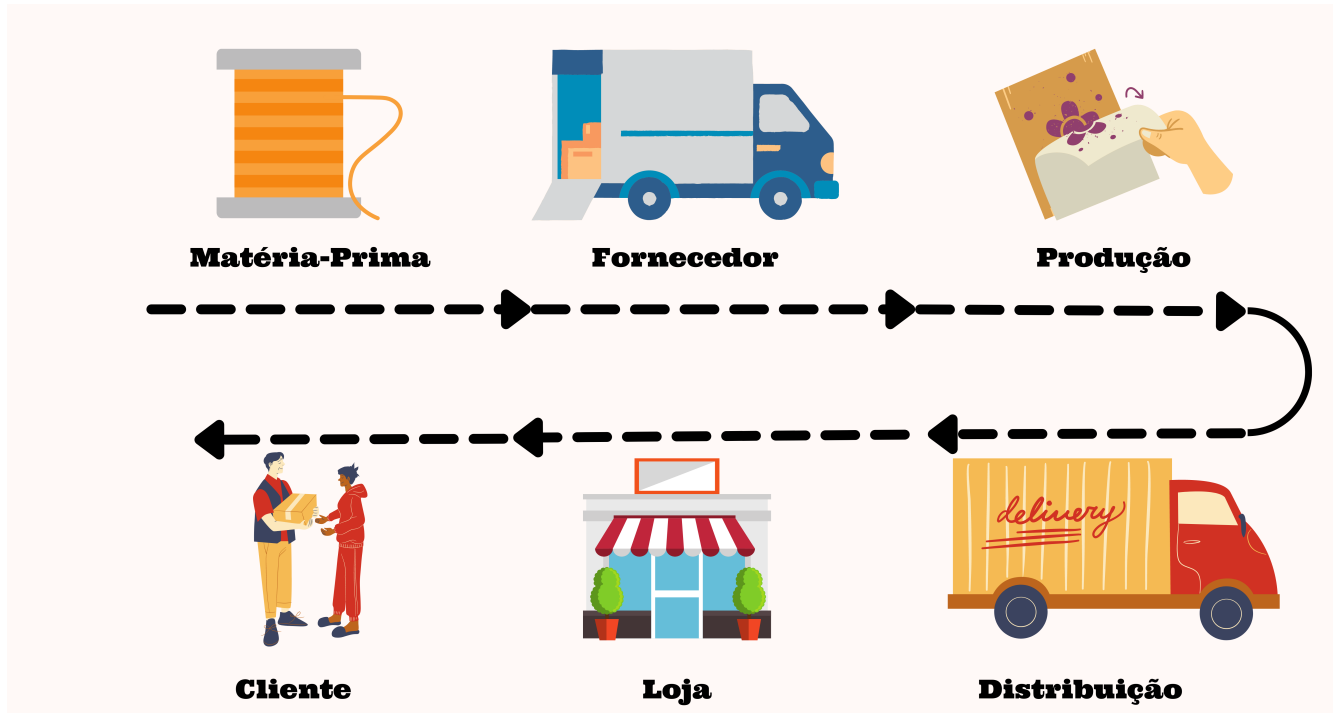 Matéria-Prima
Fornecedor
Produção
delivery
Cliente
Loja
Distribuição